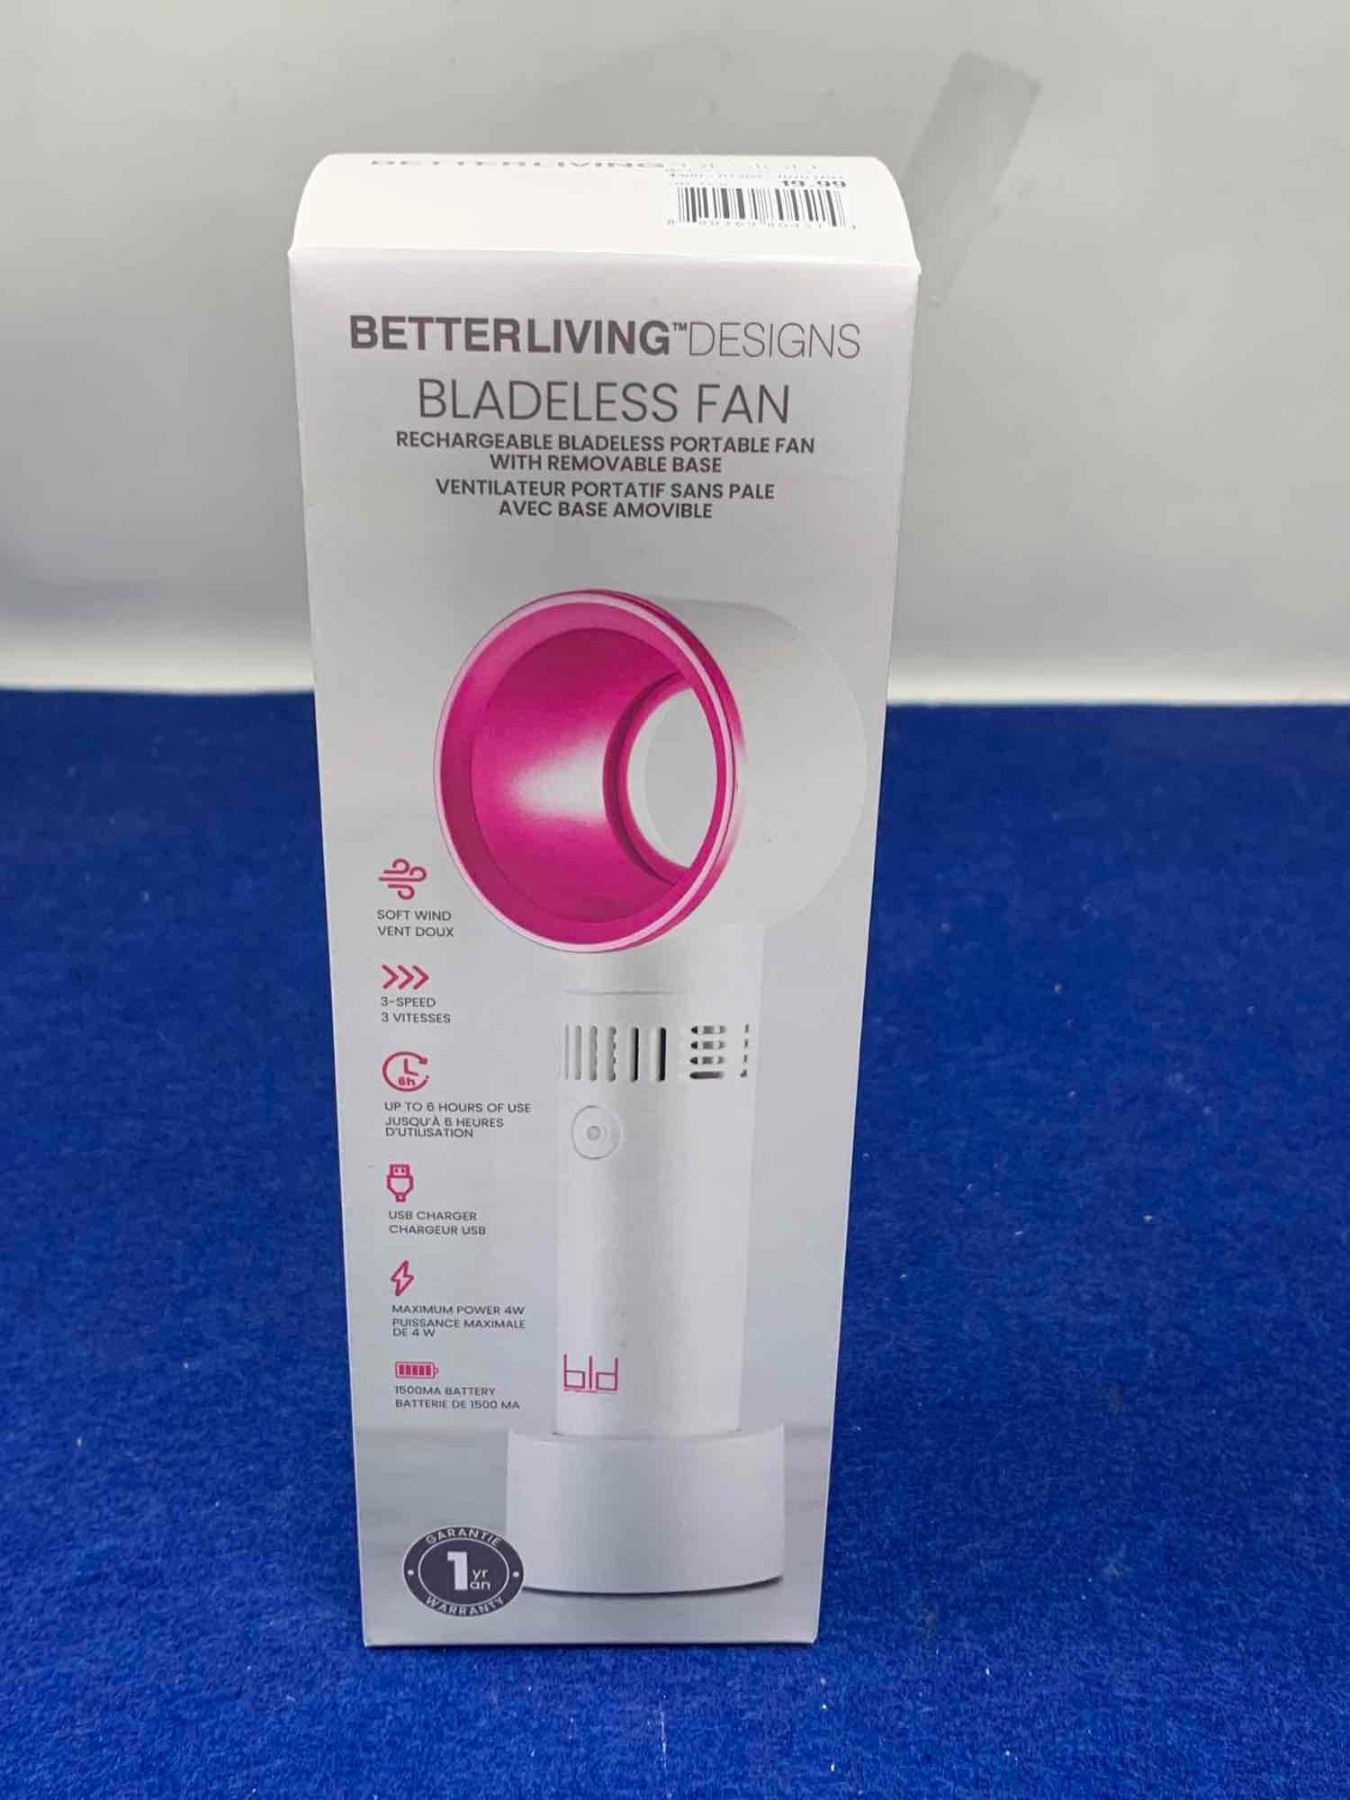 19.99
BETTERLIVING™DESIGNS
BLADELESS FAN
RECHARGEABLE BLADELESS PORTABLE FAN
WITH REMOVABLE BASE
VENTILATEUR PORTATIF SANS PALE
AVEC BASE AMOVIBLE
SOFT WIND
VENT DOUX
3-SPEED
3 VITESSES
6h
UP TO 6 HOURS OF USE
JUSQU'À 6 HEURES
D'UTILISATION
USB CHARGER
CHARGEUR USB
MAXIMUM POWER 4W
PUISSANCE MAXIMALE
DE 4 W
bld
1500MA BATTERY
BATTERIE DE 1500 MA
GARANTIE
1 yr
an
WARRANTY